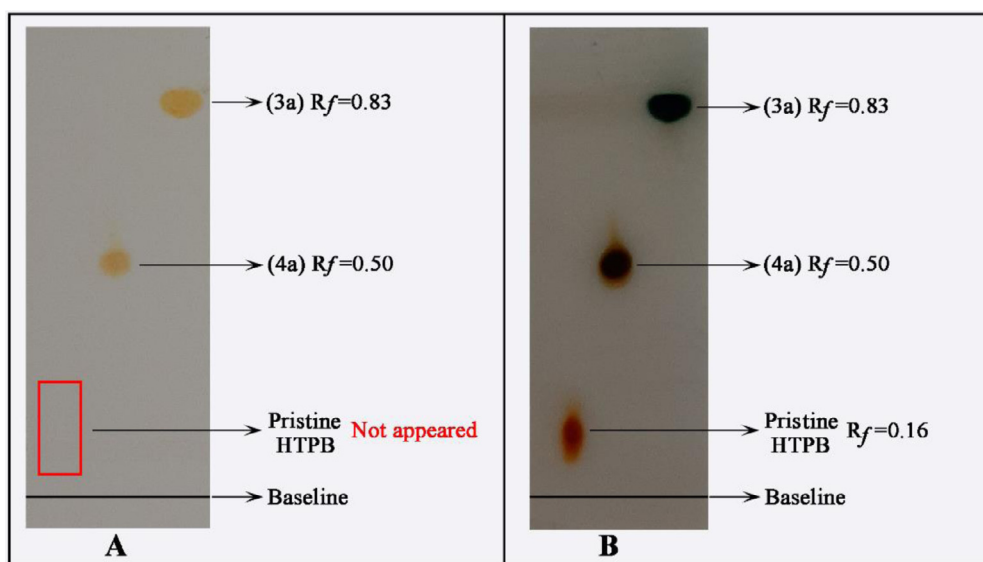 (3a) Rf=0.83
(4a) Rf=0.50
Pristine HTPB Not appeared
Baseline
A
(3a) Rf=0.83
(4a) Rf=0.50
Pristine HTPB Rf=0.16
Baseline
B